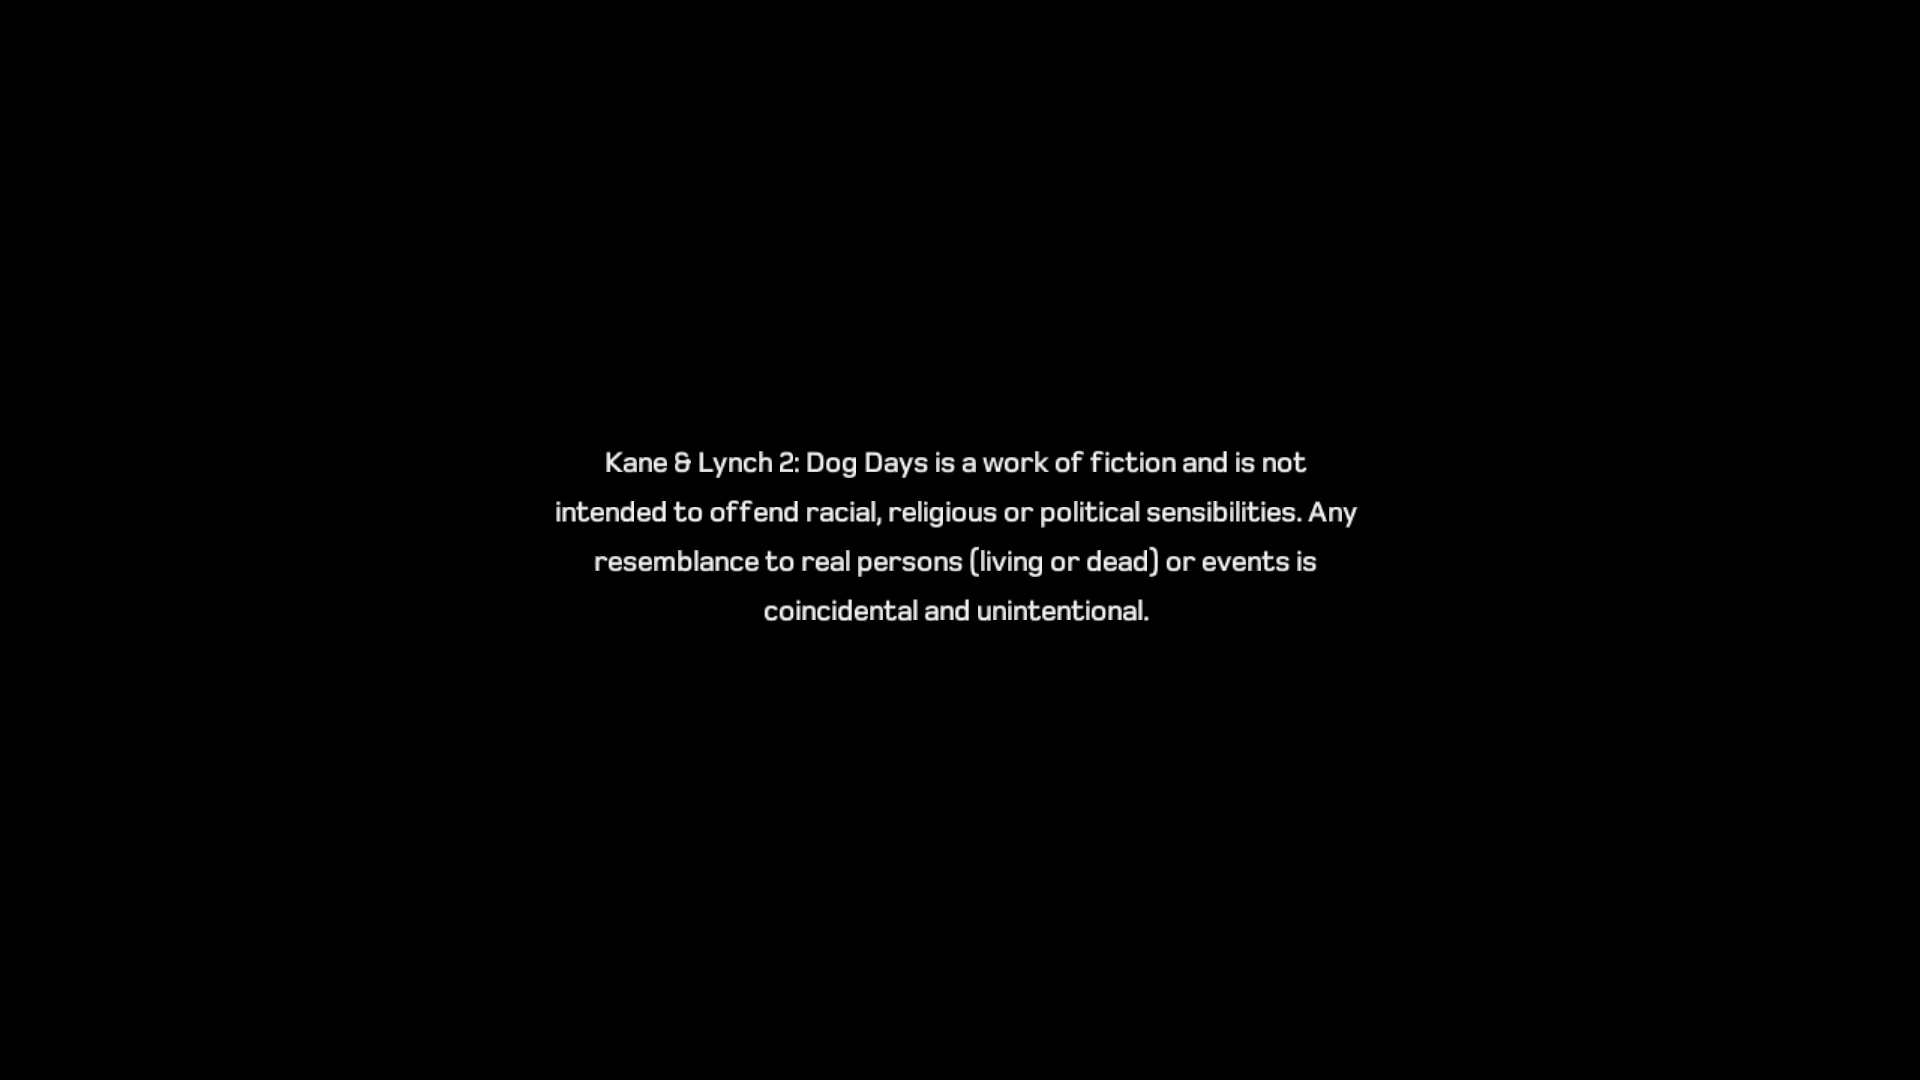 Kane & Lynch 2: Dog Days is a work of fiction and is not
intended to offend racial, religious or political sensibilities. Any
resemblance to real persons (living or dead) or events is
coincidental and unintentional.